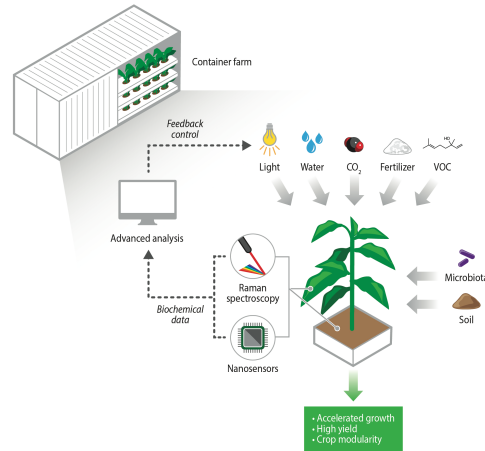 Container farm
Feedback
control
Light
Water
CO2
Fertilizer
HO
VOC
Advanced analysis
Raman
spectroscopy
Biochemical
data
Nanosensors
Microbiota
Soil
• Accelerated growth
• High yield
• Crop modularity